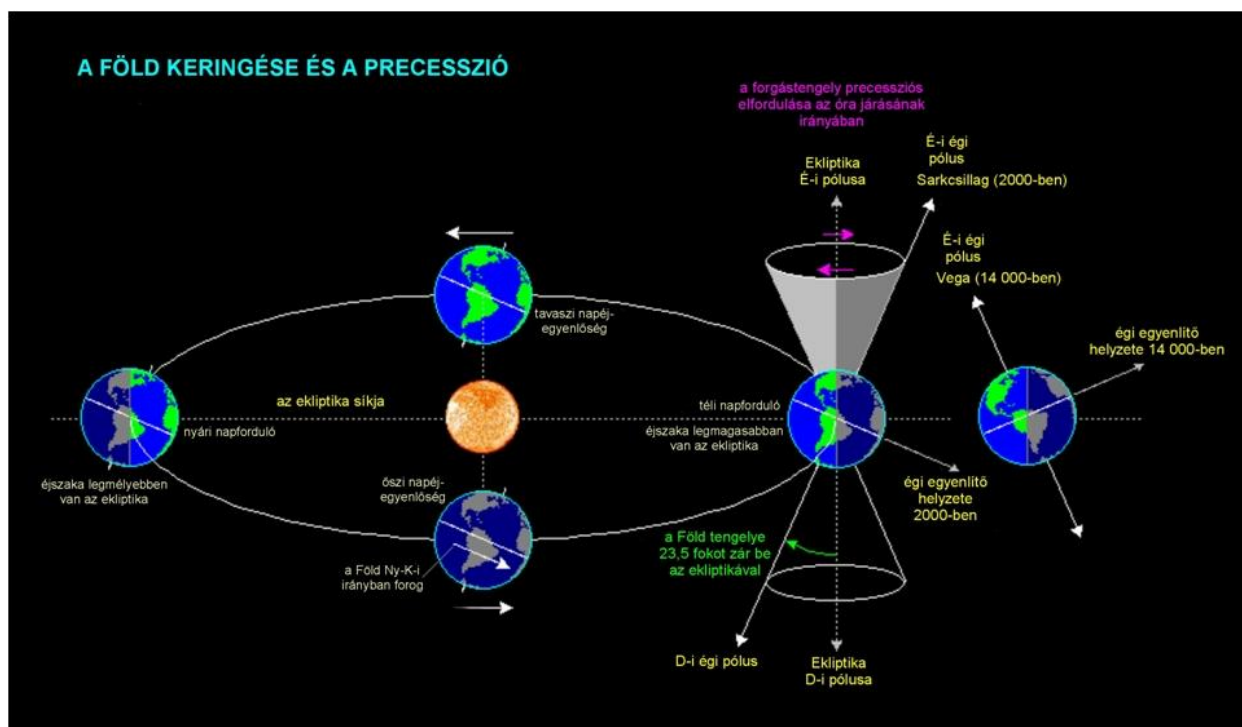 A FÖLD KERINGÉSE ÉS A PRECESSZIÓ
a forgástengely precessziós
elfordulása az óra járásának
irányában
Ekliptika
É-i pólusa
É-i égi
pólus
Sarkcsillag (2000-ben)
É-i égi
pólus
Vega (14 000-ben)
tavaszi napéj-
egyenlőség
égi egyenlítő
helyzete 14 000-ben
az ekliptika síkja
téli napforduló
nyári napforduló
éjszaka legmagasabban
van az ekliptika
éjszaka legmélyebben
van az ekliptika
őszi napéj-
egyenlőség
égi egyenlítő
helyzete
2000-ben
a Föld tengelye
23,5 fokot zár be
az ekliptikával
a Föld Ny-K-i
irányban forog
D-i égi pólus
Ekliptika
D-i pólusa